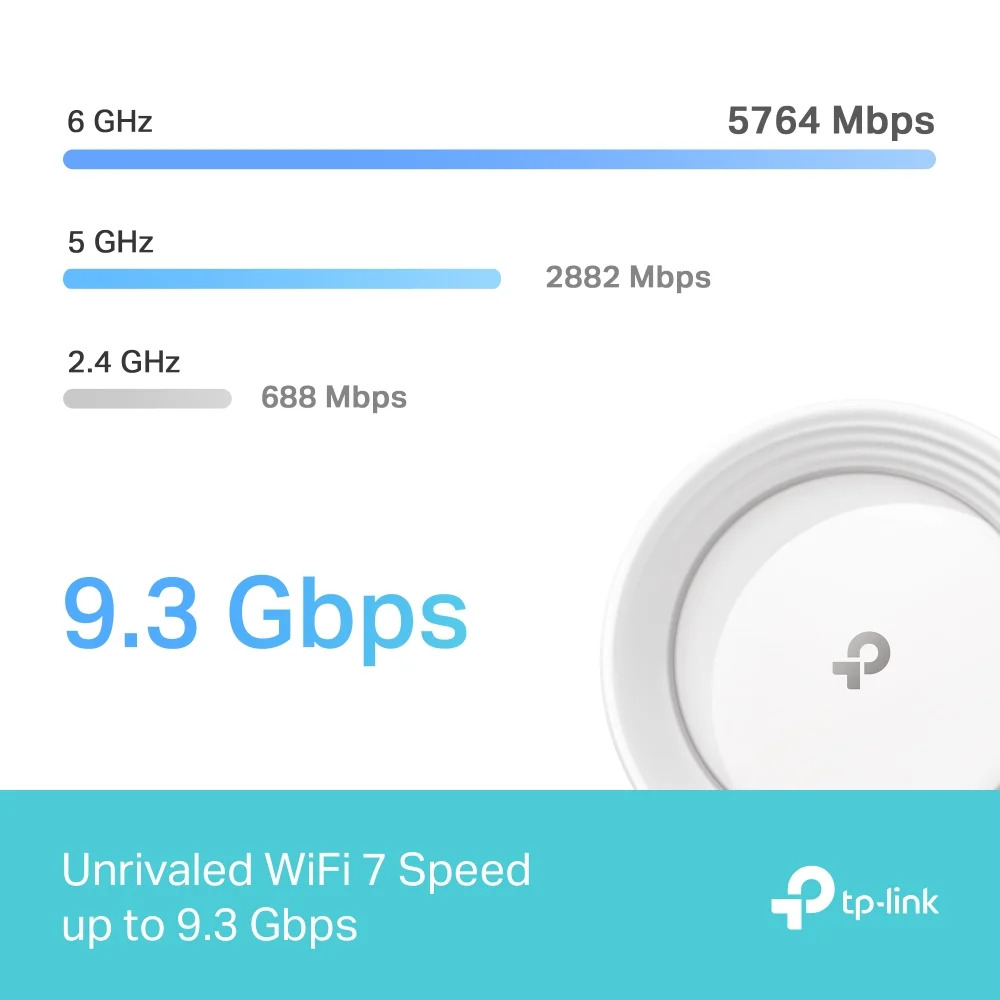 6 GHz
5764 Mbps
5 GHz
2882 Mbps
2.4 GHz
688 Mbps
9.3 Gbps
Unrivaled WiFi 7 Speed
up to 9.3 Gbps
tp-link